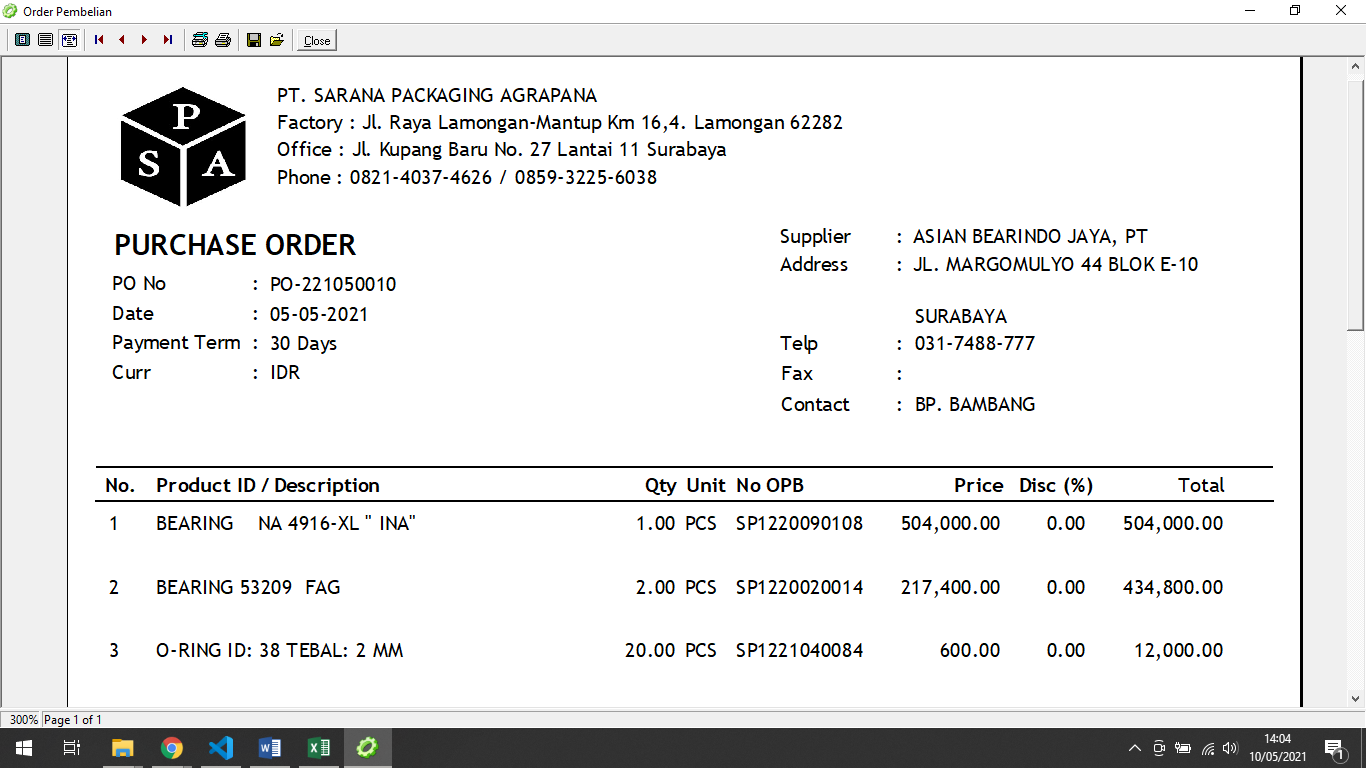 Order Pembelian
Close
P
S A
PT. SARANA PACKAGING AGRAPANA
Factory : Jl. Raya Lamongan-Mantup Km 16,4. Lamongan 62282
Office : Jl. Kupang Baru No. 27 Lantai 11 Surabaya
Phone : 0821-4037-4626 / 0859-3225-6038
PURCHASE ORDER
PO No : PO-221050010
Date : 05-05-2021
Payment Term : 30 Days
Curr : IDR
Supplier : ASIAN BEARINDO JAYA, PT
Address : JL. MARGOMULYO 44 BLOK E-10
SURABAYA
Telp : 031-7488-777
Fax :
Contact : BP. BAMBANG
No. Product ID / Description Qty Unit No OPB Price Disc (%) Total
1 BEARING NA 4916-XL " INA" 1.00 PCS SP1220090108 504,000.00 0.00 504,000.00
2 BEARING 53209 FAG 2.00 PCS SP1220020014 217,400.00 0.00 434,800.00
3 O-RING ID: 38 TEBAL: 2 MM 20.00 PCS SP1221040084 600.00 0.00 12,000.00
300% Page 1 of 1
14:04
10/05/2021
1